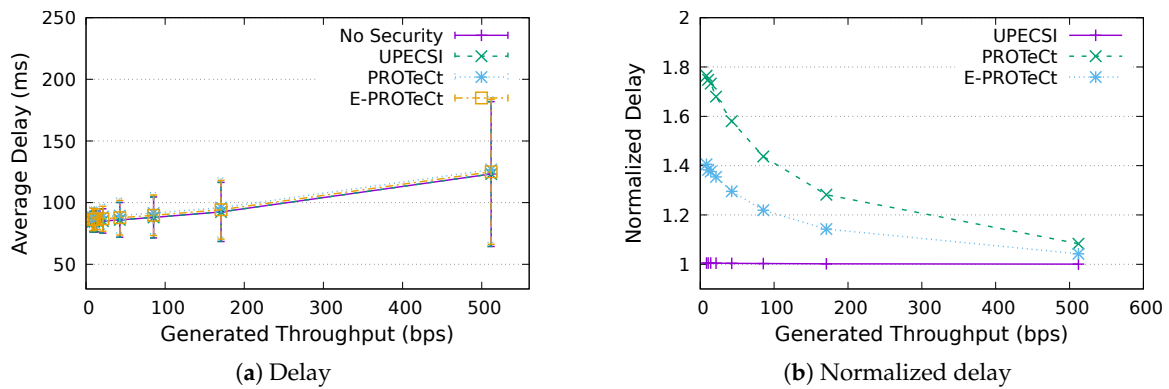 250
200
150
100
50
Average Delay (ms)
No Security
UPECSI
PROTeCt
E-PROTeCt
0 100 200 300 400 500
Generated Throughput (bps)
(a) Delay
2
1.8
1.6
1.4
1.2
1
Normalized Delay
UPECSI
PROTeCt
E-PROTeCt
0 100 200 300 400 500 600
Generated Throughput (bps)
(b) Normalized delay